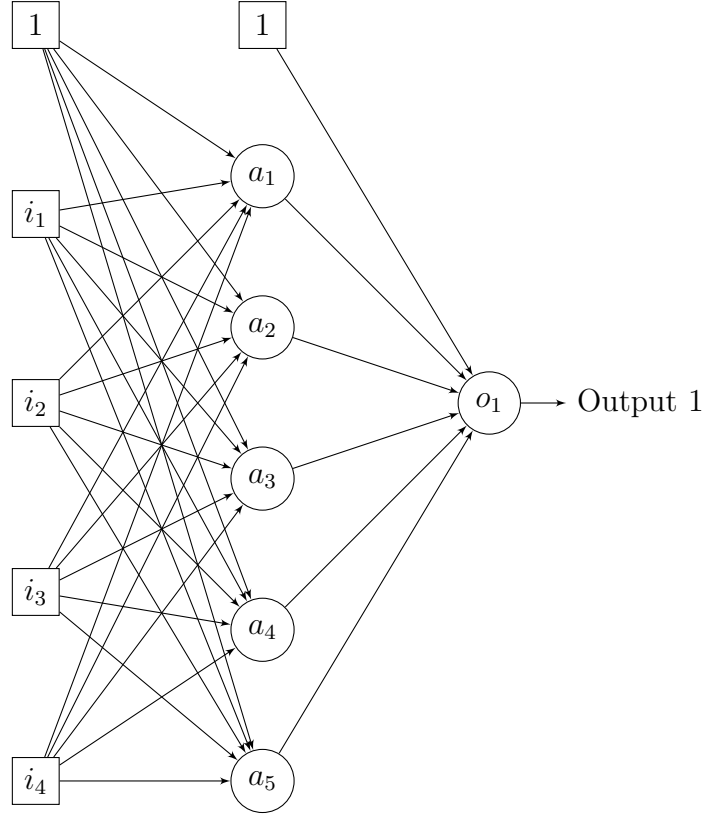 1
1
i₁
i₂
i₃
i₄
a₁
a₂
a₃
a₄
a₅
o₁
Output 1